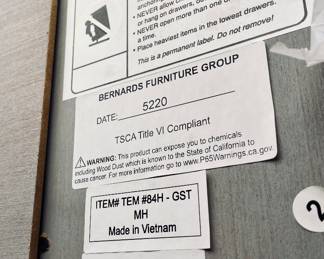 • NEVER allow
or hang on drawers,
• NEVER open more than one
a time.
• Place heaviest items in the lowest drawers.
This is a permanent label. Do not remove!
BERNARDS FURNITURE GROUP
DATE: 5220
TSCA Title VI Compliant
WARNING: This product can expose you to chemicals
including Wood Dust which is known to the State of California to
cause cancer. For more information go to www.P65Warnings.ca.gov
ITEM# TEM #84H - GST
MH
Made in Vietnam